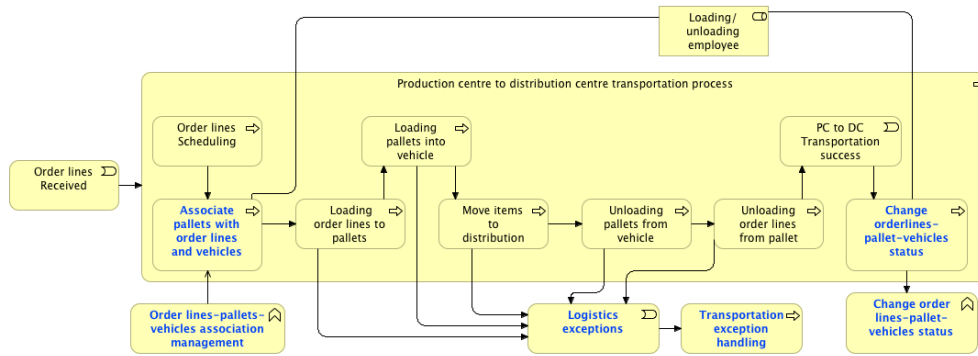 Loading/
unloading
employee
Production centre to distribution centre transportation process
Order lines
Scheduling
Loading
pallets into
vehicle
PC to DC
Transportation
success
Order lines
Received
Associate
pallets with
order lines
and vehicles
Loading
order lines to
pallets
Move items
to
distribution
Unloading
pallets from
vehicle
Unloading
order lines
from pallet
Change
orderlines-
pallet-vehicles
status
Order lines-pallets-
vehicles association
management
Logistics
exceptions
Transportation
exception
handling
Change order
lines-pallet-
vehicles status